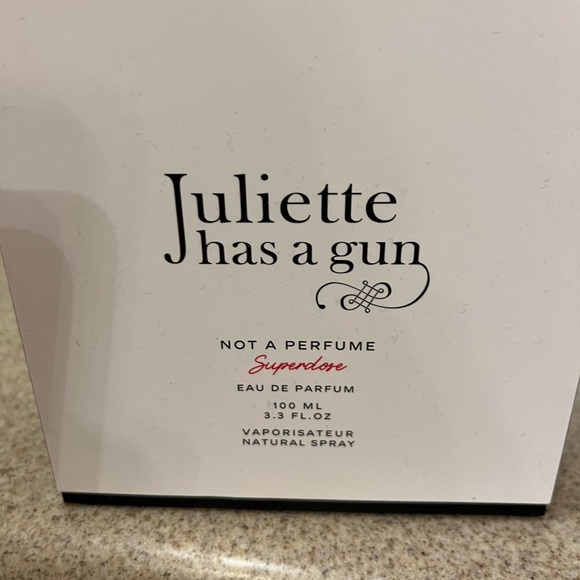 Juliette
has a gun
NOT A PERFUME
Superdose
EAU DE PARFUM
100 ML
3.3 FL.OZ
VAPORISATEUR
NATURAL SPRAY